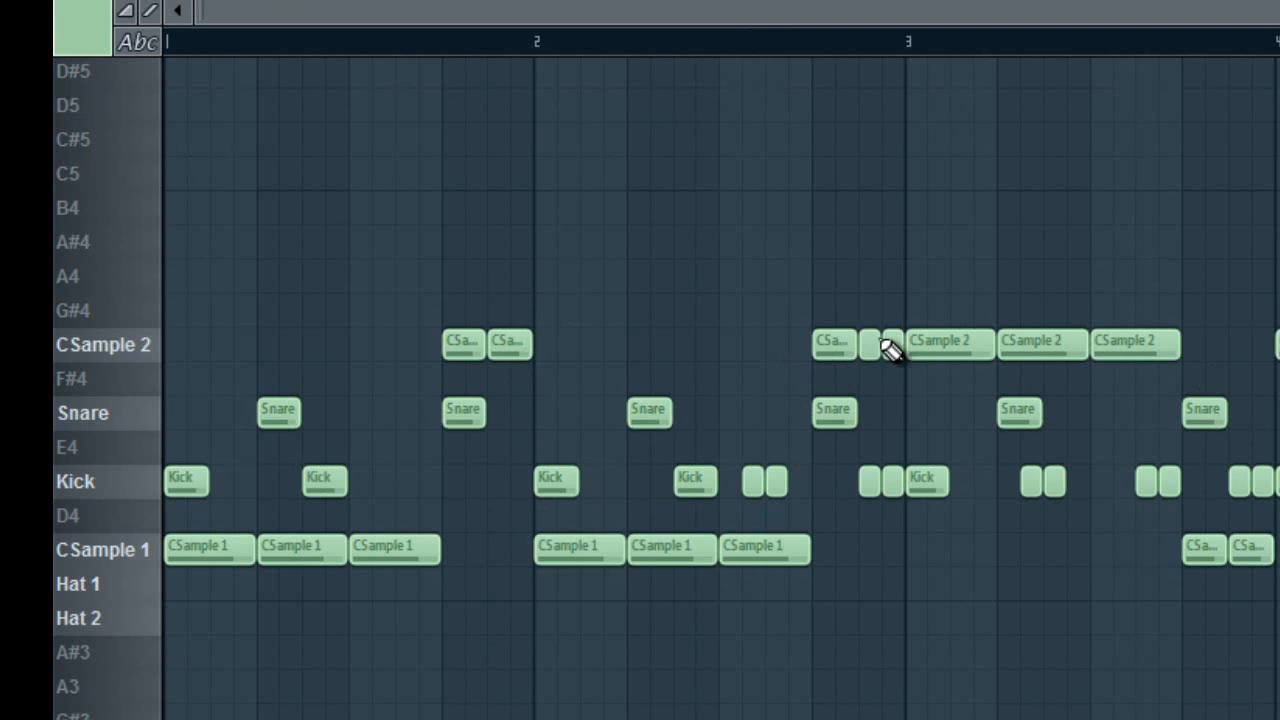 Abc 2 3
D#5
D5
C#5
C5
B4
A#4
A4
G#4
CSample 2 CSa... CSa... CSa... CSample 2 CSample 2 CSample 2
F#4
Snare Snare Snare Snare Snare Snare Snare
E4
Kick Kick Kick Kick Kick Kick
D4
CSample 1 CSample 1 CSample 1 CSample 1 CSample 1 CSample 1 CSample 1 CSa... CSa...
Hat 1
Hat 2
A#3
A3